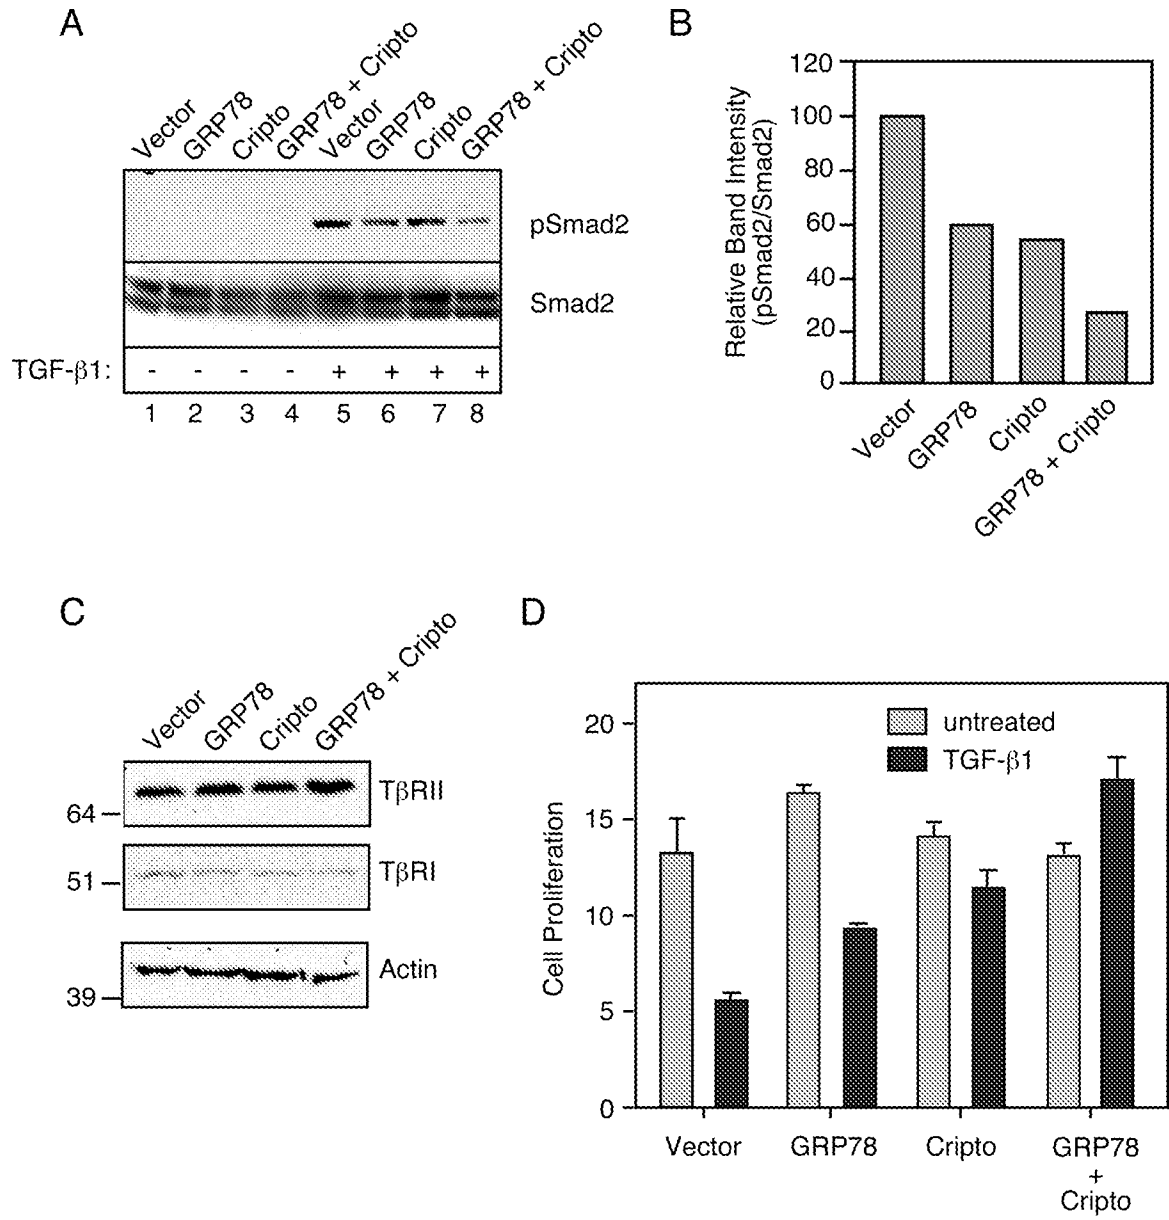 A
Vector
GRP78
Cripto
GRP78 + Cripto
Vector
GRP78
Cripto
GRP78 + Cripto
pSmad2
Smad2
TGF-β1: - - - - + + + +
1 2 3 4 5 6 7 8
B
Relative Band Intensity
(pSmad2/Smad2)
120
100
80
60
40
20
0
Vector
GRP78
Cripto
GRP78 + Cripto
C
Vector
GRP78
Cripto
GRP78 + Cripto
TβRII
64
TβRI
51
Actin
39
D
Cell Proliferation
20
15
10
5
0
untreated
TGF-β1
Vector
GRP78
Cripto
GRP78
+
Cripto